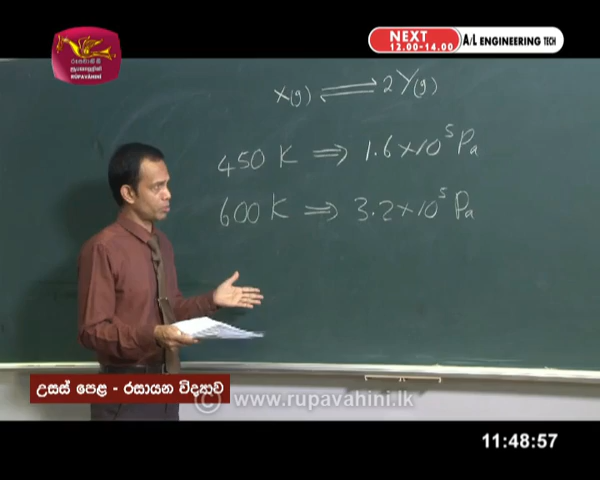 NEXT
12.00-14.00
A/L ENGINEERING TECH
RUPAVAHINI
X(g) ⇌ 2Y(g)
450 K ⇒ 1.6×10⁵ Pa
600 K ⇒ 3.2×10⁵ Pa
උසස් පෙළ - රසායන විද්‍යාව
© www.rupavahini.lk
11:48:57